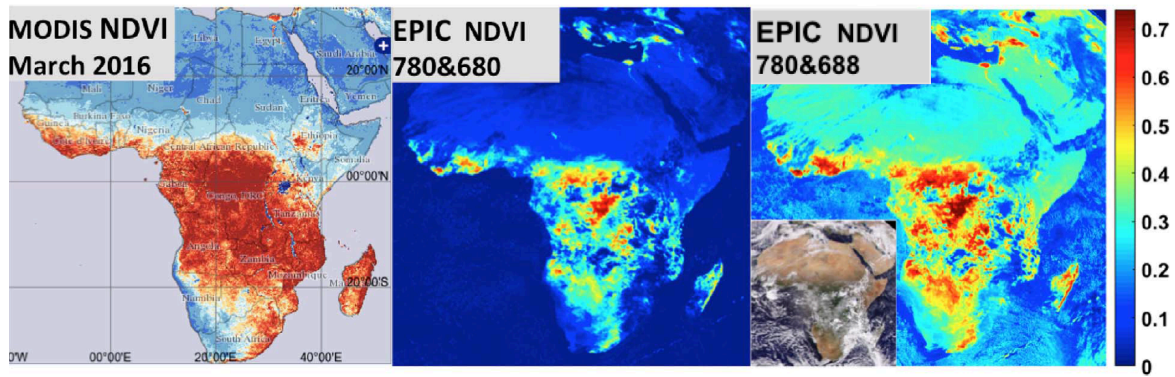 MODIS NDVI
March 2016
EPIC NDVI
780&680
EPIC NDVI
780&688
Libya
Egypt
Saudi Arabia
20°00'N
Mali
Niger
Chad
Sudan
Eritrea
Yemen
Burkina Faso
Guinea
Nigeria
Ethiopia
Central African Republic
Somalia
Kenya
00°00'N
Congo, DRC
Tanzania
Angola
Zambia
Mozambique
20°00'S
Namibia
South Africa
00°00'E
20°00'E
40°00'E
0.7
0.6
0.5
0.4
0.3
0.2
0.1
0